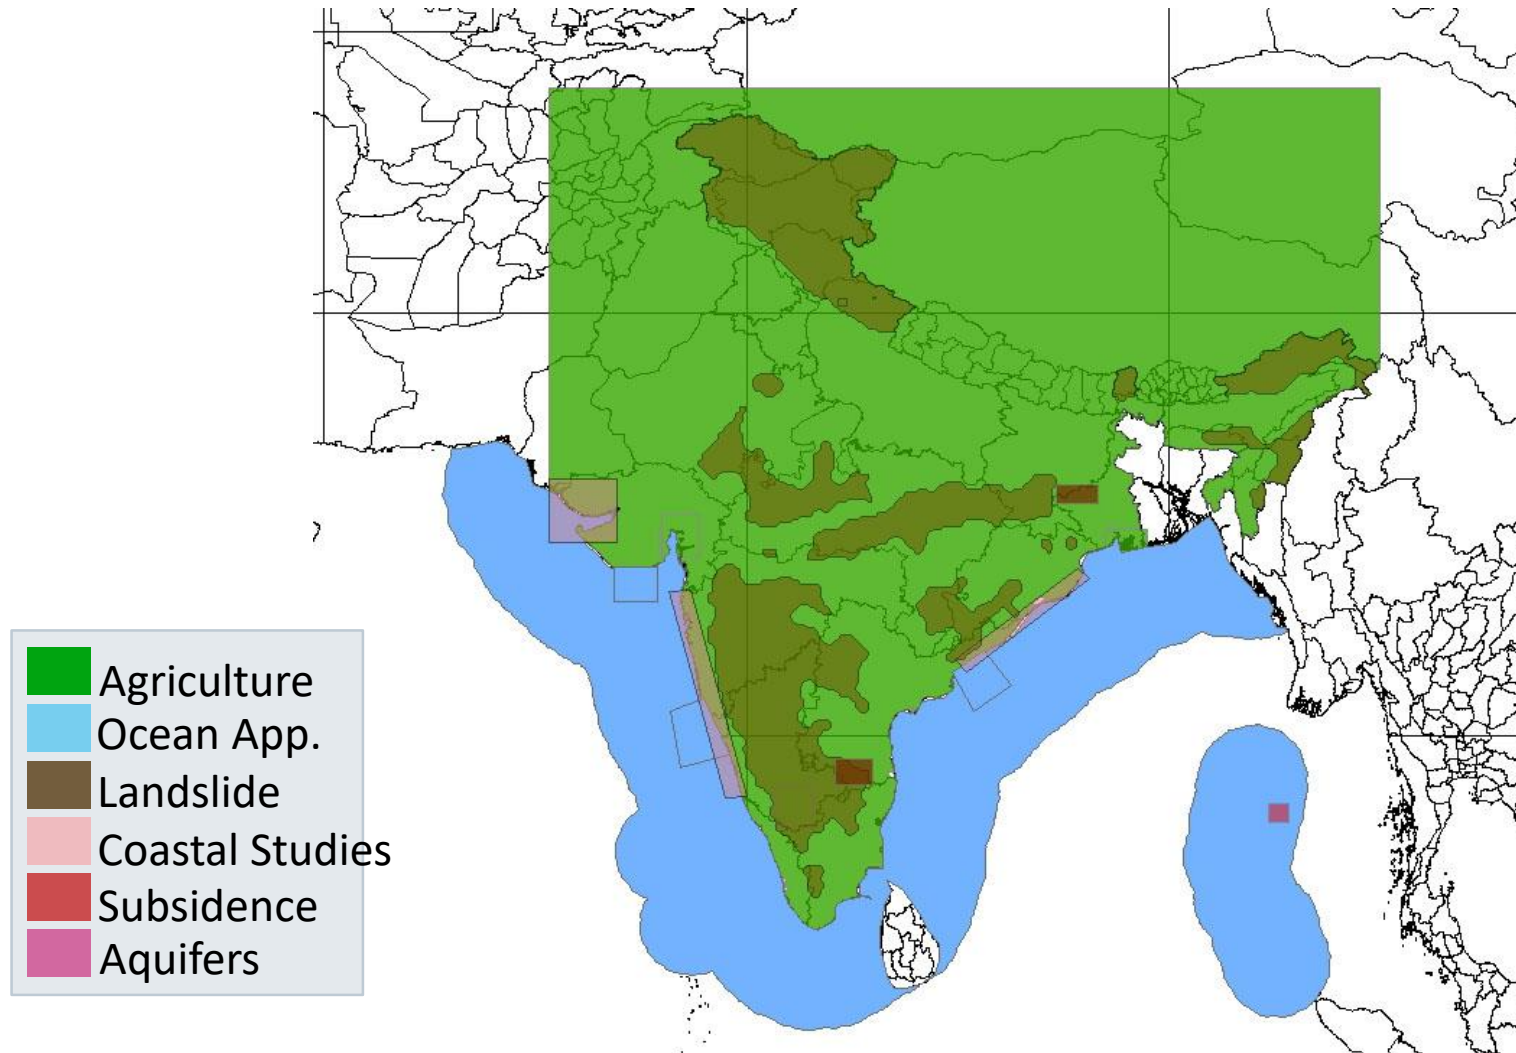 Agriculture
Ocean App.
Landslide
Coastal Studies
Subsidence
Aquifers